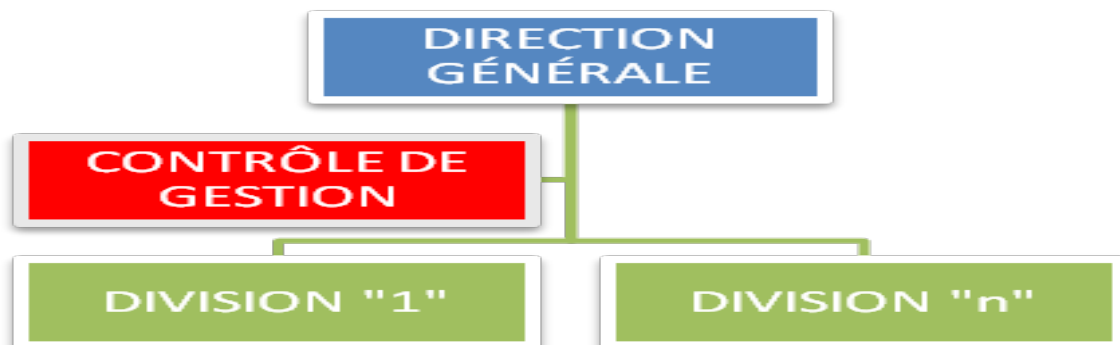 DIRECTION
GÉNÉRALE
CONTRÔLE DE
GESTION
DIVISION "1"
DIVISION "n"